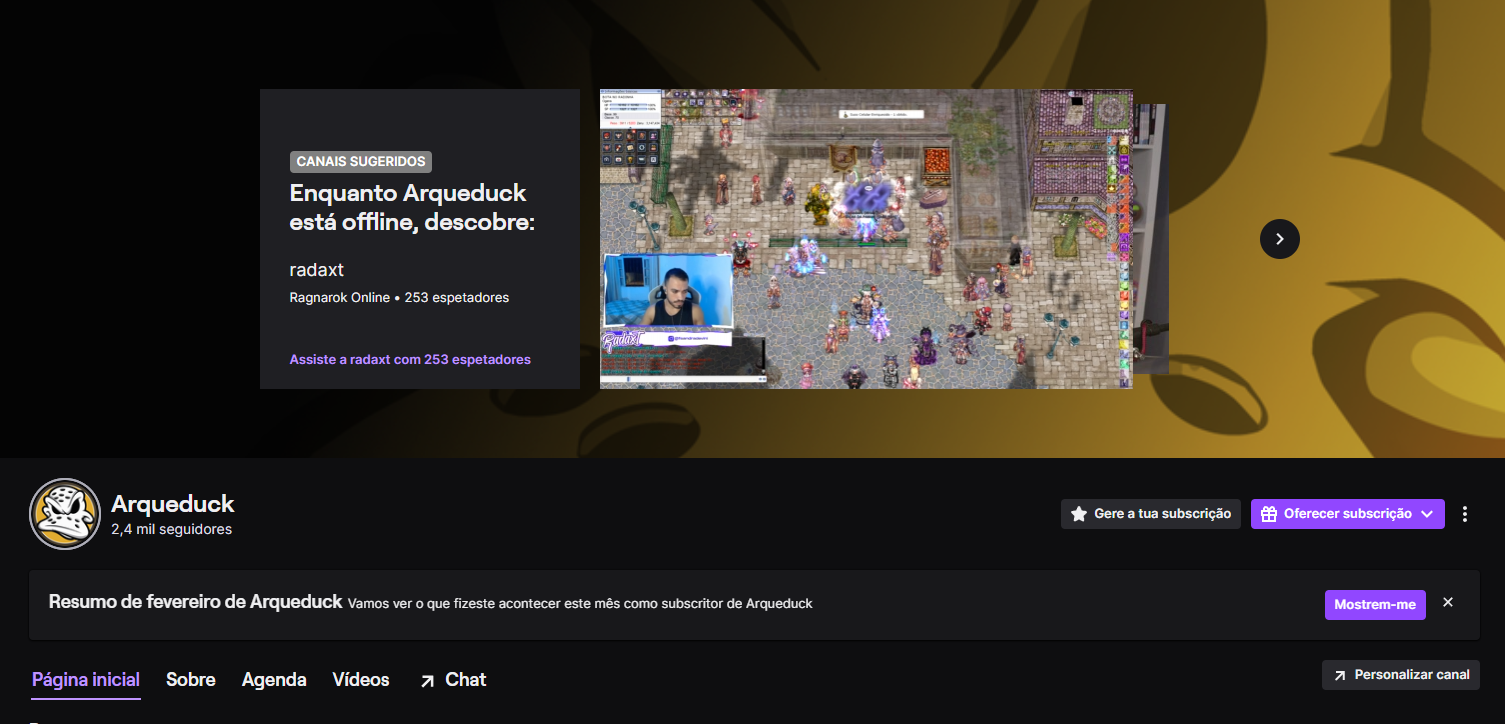 CANAIS SUGERIDOS
Enquanto Arqueduck
está offline, descobre:
radaxt
Ragnarok Online • 253 espetadores
Assiste a radaxt com 253 espetadores
RadaxT
Arqueduck
2,4 mil seguidores
Gere a tua subscrição
Oferecer subscrição
Resumo de fevereiro de Arqueduck Vamos ver o que fizeste acontecer este mês como subscritor de Arqueduck
Mostrem-me
Página inicial
Sobre
Agenda
Vídeos
Chat
Personalizar canal